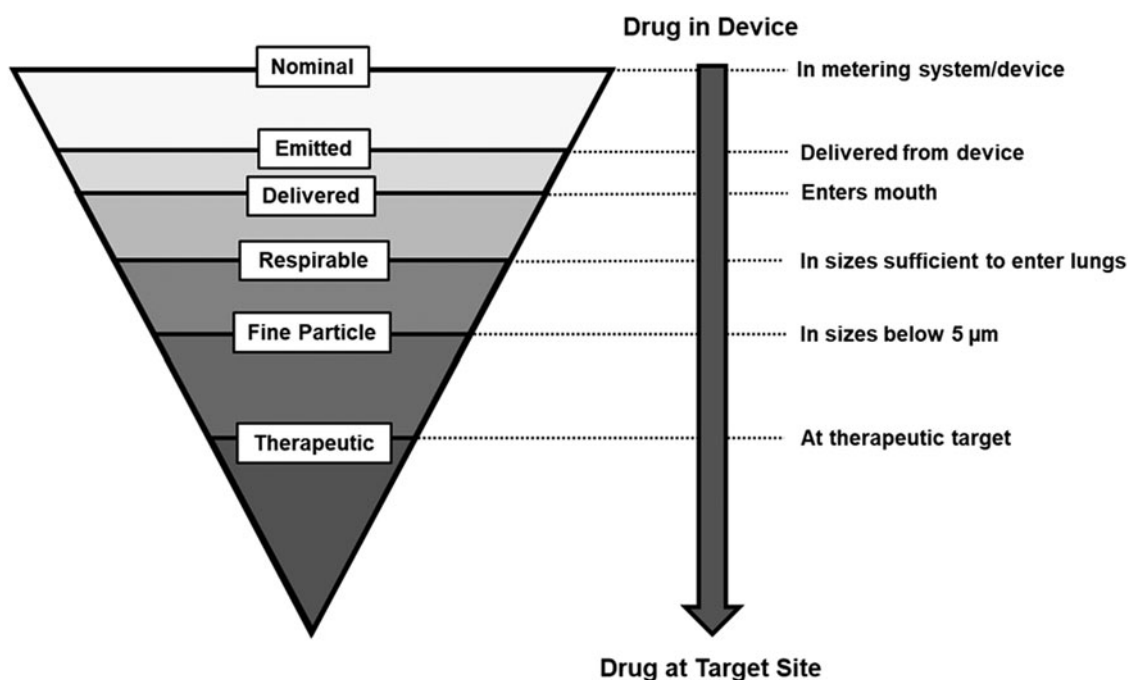 Drug in Device
Nominal
In metering system/device
Emitted
Delivered from device
Delivered
Enters mouth
Respirable
In sizes sufficient to enter lungs
Fine Particle
In sizes below 5 µm
Therapeutic
At therapeutic target
Drug at Target Site